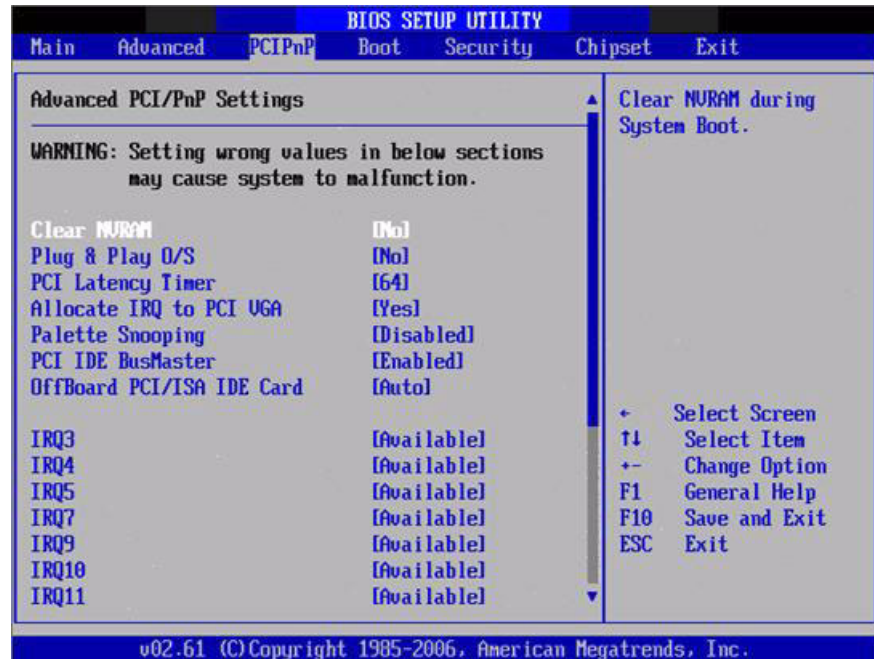 BIOS SETUP UTILITY
Main Advanced PCIPnP Boot Security Chipset Exit
Advanced PCI/PnP Settings
WARNING: Setting wrong values in below sections
may cause system to malfunction.
Clear NVRAM [No]
Plug & Play O/S [No]
PCI Latency Timer [64]
Allocate IRQ to PCI VGA [Yes]
Palette Snooping [Disabled]
PCI IDE BusMaster [Enabled]
OffBoard PCI/ISA IDE Card [Auto]
IRQ3 [Available]
IRQ4 [Available]
IRQ5 [Available]
IRQ7 [Available]
IRQ9 [Available]
IRQ10 [Available]
IRQ11 [Available]
Clear NVRAM during
System Boot.
← Select Screen
↑↓ Select Item
+- Change Option
F1 General Help
F10 Save and Exit
ESC Exit
v02.61 (C)Copyright 1985-2006, American Megatrends, Inc.